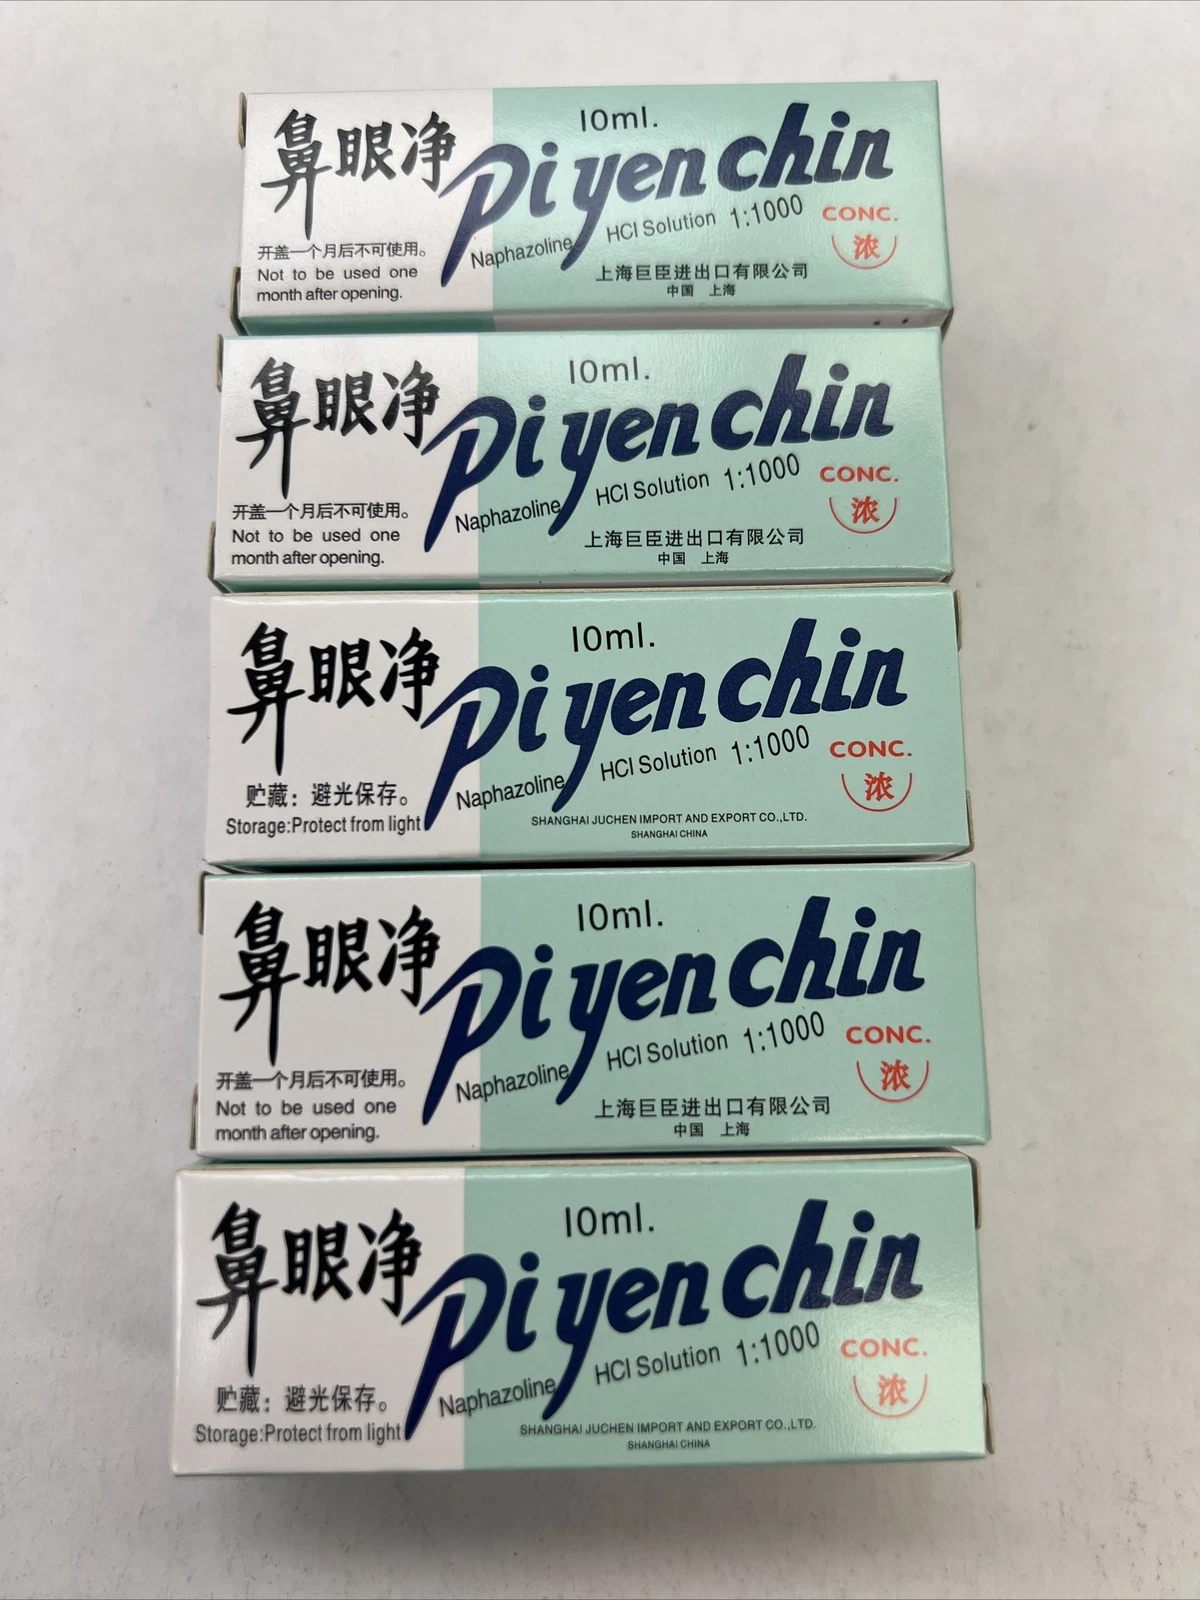 鼻眼净
10ml.
Pi yen chin
Naphazoline HCl Solution 1:1000
CONC.
浓
开盖一个月后不可使用。
Not to be used one
month after opening.
上海巨臣进出口有限公司
中国 上海
鼻眼净
10ml.
Pi yen chin
Naphazoline HCl Solution 1:1000
CONC.
浓
开盖一个月后不可使用。
Not to be used one
month after opening.
上海巨臣进出口有限公司
中国 上海
鼻眼净
10ml.
Pi yen chin
Naphazoline HCl Solution 1:1000
CONC.
浓
贮藏：避光保存。
Storage:Protect from light
SHANGHAI JUCHEN IMPORT AND EXPORT CO.,LTD.
SHANGHAI CHINA
鼻眼净
10ml.
Pi yen chin
Naphazoline HCl Solution 1:1000
CONC.
浓
开盖一个月后不可使用。
Not to be used one
month after opening.
上海巨臣进出口有限公司
中国 上海
鼻眼净
10ml.
Pi yen chin
Naphazoline HCl Solution 1:1000
CONC.
浓
贮藏：避光保存。
Storage:Protect from light
SHANGHAI JUCHEN IMPORT AND EXPORT CO.,LTD.
SHANGHAI CHINA